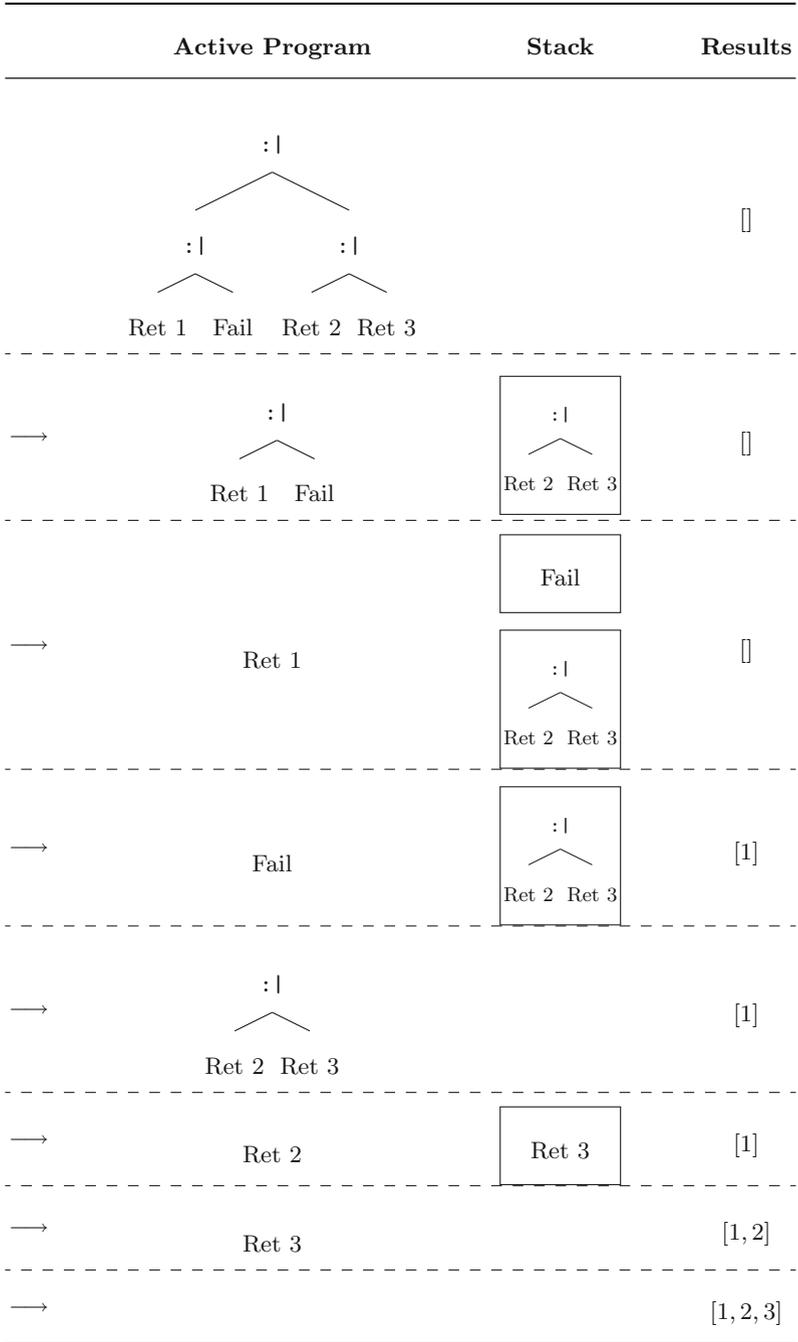 Active Program Stack Results
:|
[]
:| :|
Ret 1 Fail Ret 2 Ret 3
:| :|
⟶ []
Ret 1 Fail Ret 2 Ret 3
Fail
⟶ Ret 1 []
:|
Ret 2 Ret 3
:|
⟶ Fail [1]
Ret 2 Ret 3
:|
⟶ [1]
Ret 2 Ret 3
⟶ Ret 2 Ret 3 [1]
⟶ Ret 3 [1, 2]
⟶ [1, 2, 3]